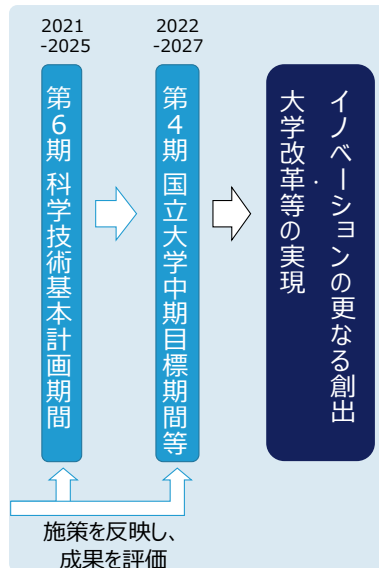 2021
-2025
2022
-2027
第6期 科学技術基本計画期間
第4期 国立大学中期目標期間等
イノベーションの更なる創出・
大学改革等の実現
施策を反映し、
成果を評価